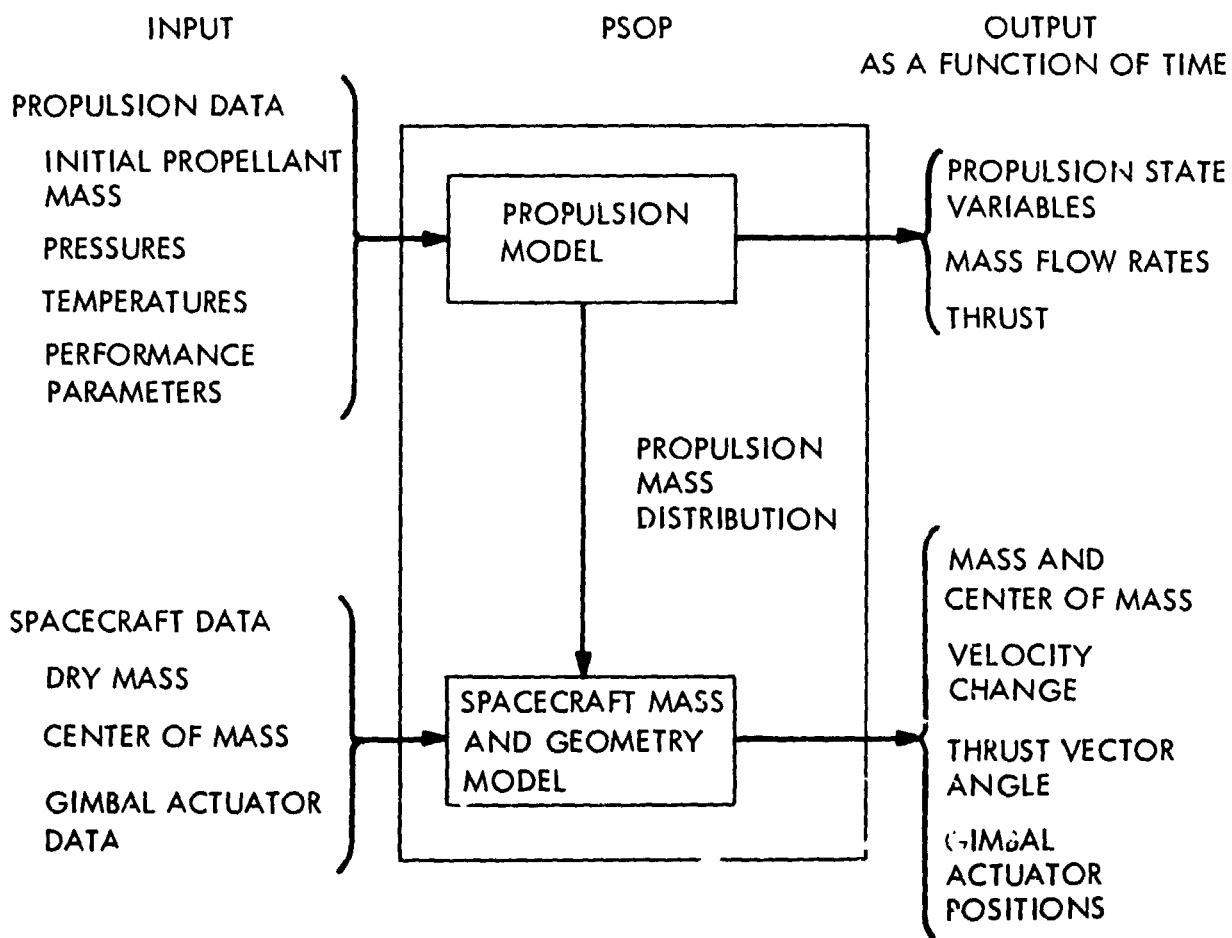 INPUT
PROPULSION DATA
INITIAL PROPELLANT
MASS
PRESSURES
TEMPERATURES
PERFORMANCE
PARAMETERS
SPACECRAFT DATA
DRY MASS
CENTER OF MASS
GIMBAL ACTUATOR
DATA
PSOP
PROPULSION
MODEL
PROPULSION
MASS
DISTRIBUTION
SPACECRAFT MASS
AND GEOMETRY
MODEL
OUTPUT
AS A FUNCTION OF TIME
PROPULSION STATE
VARIABLES
MASS FLOW RATES
THRUST
MASS AND
CENTER OF MASS
VELOCITY
CHANGE
THRUST VECTOR
ANGLE
GIMBAL
ACTUATOR
POSITIONS